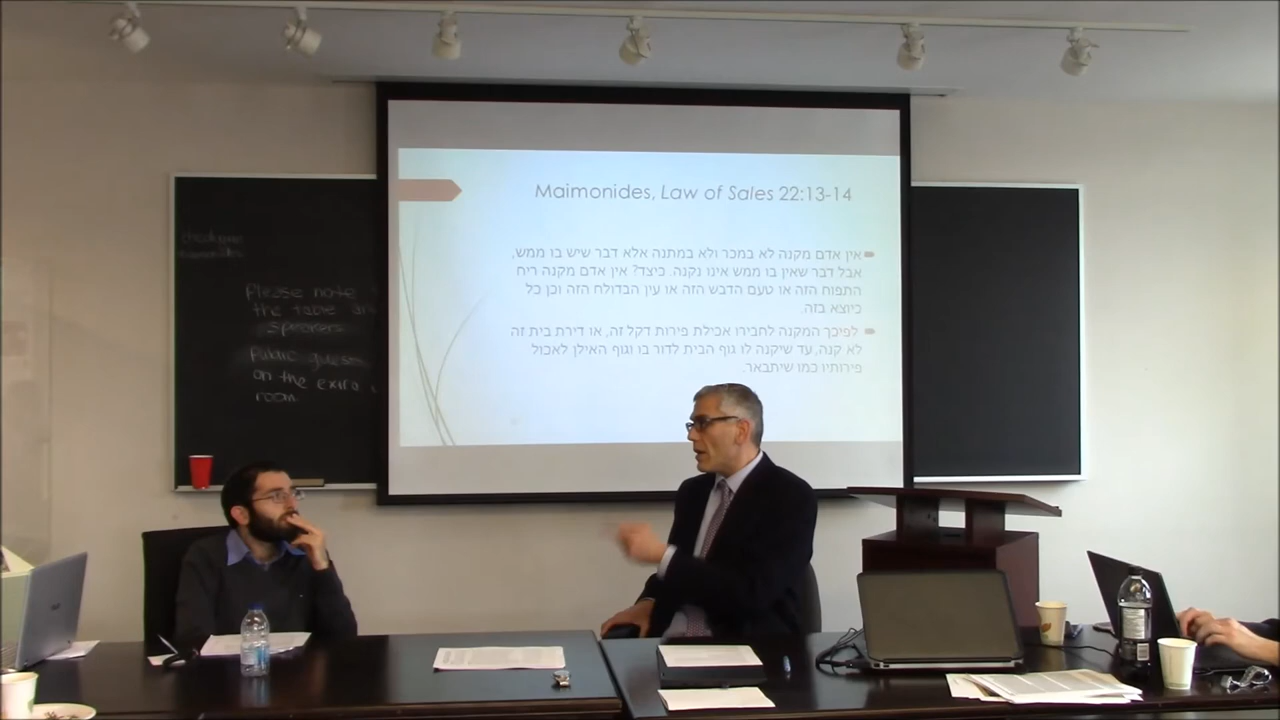 Maimonides, Law of Sales 22:13-14
אין אדם מקנה לא במכר ולא במתנה אלא דבר שיש בו ממש,
אבל דבר שאין בו ממש אינו נקנה. כיצד? אין אדם מקנה ריח
התפוח הזה או טעם הדבש הזה או עין הבדולח הזה וכן כל
כיוצא בזה.
לפיכך המקנה לחבירו אכילת פירות דקל זה, או דירת בית זה
לא קנה, עד שיקנה לו גוף הבית לדור בו וגוף האילן לאכול
פירותיו כמו שיתבאר.
Please note
the table
speakers
Public guests
on the extra
room